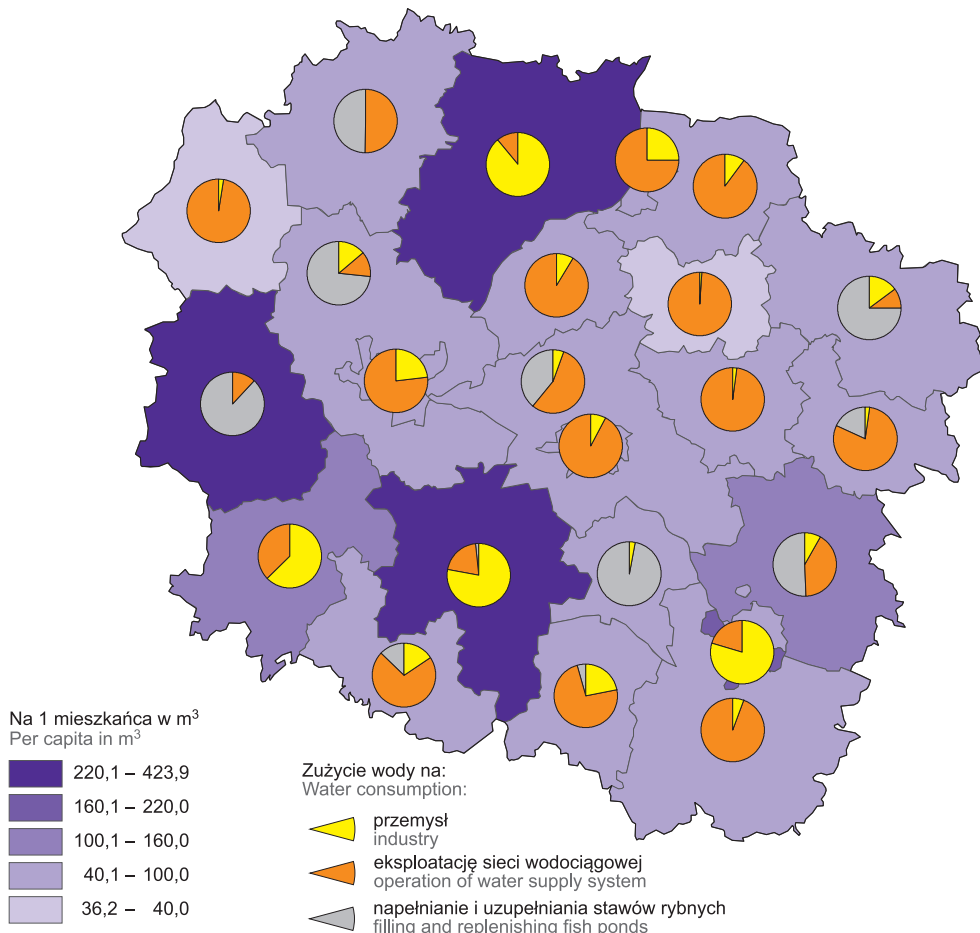 Na 1 mieszkańca w m³
Per capita in m³
220,1 – 423,9
160,1 – 220,0
100,1 – 160,0
40,1 – 100,0
36,2 – 40,0
Zużycie wody na:
Water consumption:
przemysł
industry
eksploatację sieci wodociągowej
operation of water supply system
napełnianie i uzupełniania stawów rybnych
filling and replenishing fish ponds